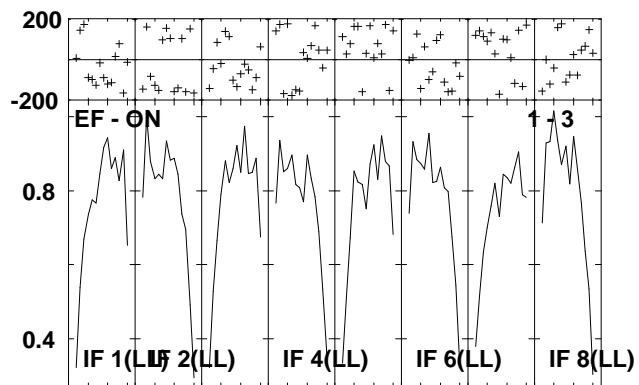 200
-200
EF - ON 1 - 3
0.8
0.4
IF 1(LL) IF 2(LL) IF 4(LL) IF 6(LL) IF 8(LL)